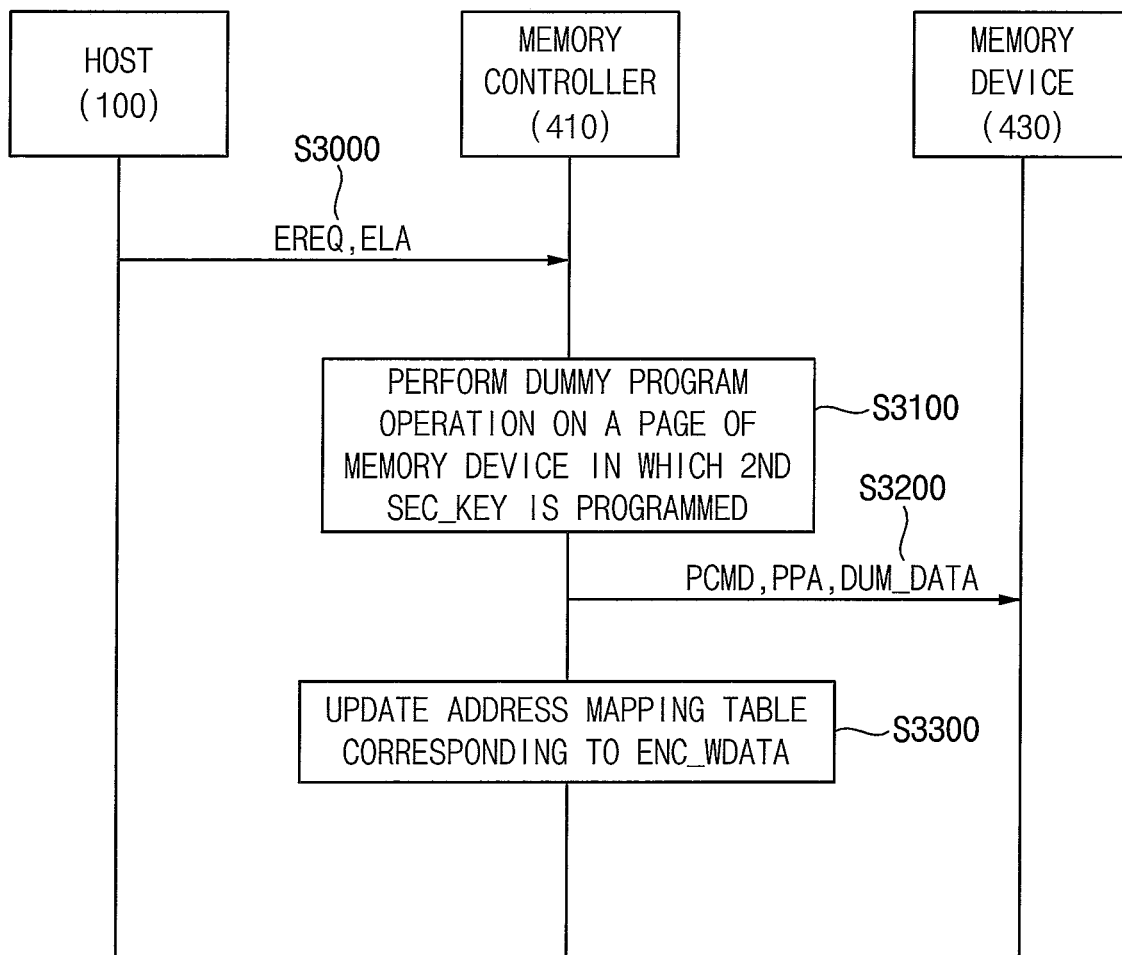 HOST
(100)
MEMORY
CONTROLLER
(410)
MEMORY
DEVICE
(430)
S3000
EREQ,ELA
PERFORM DUMMY PROGRAM
OPERATION ON A PAGE OF
MEMORY DEVICE IN WHICH 2ND
SEC_KEY IS PROGRAMMED
S3100
S3200
PCMD,PPA,DUM_DATA
UPDATE ADDRESS MAPPING TABLE
CORRESPONDING TO ENC_WDATA
S3300